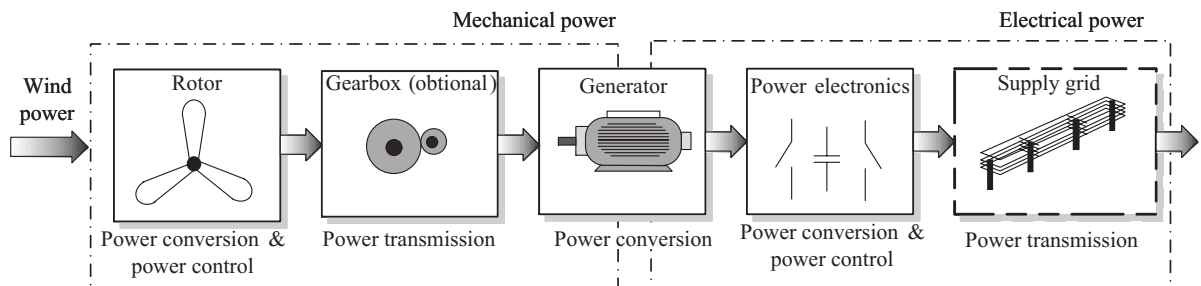 Mechanical power
Electrical power
Wind
power
Rotor
Gearbox (obtional)
Generator
Power electronics
Supply grid
Power conversion &
power control
Power transmission
Power conversion
Power conversion &
power control
Power transmission